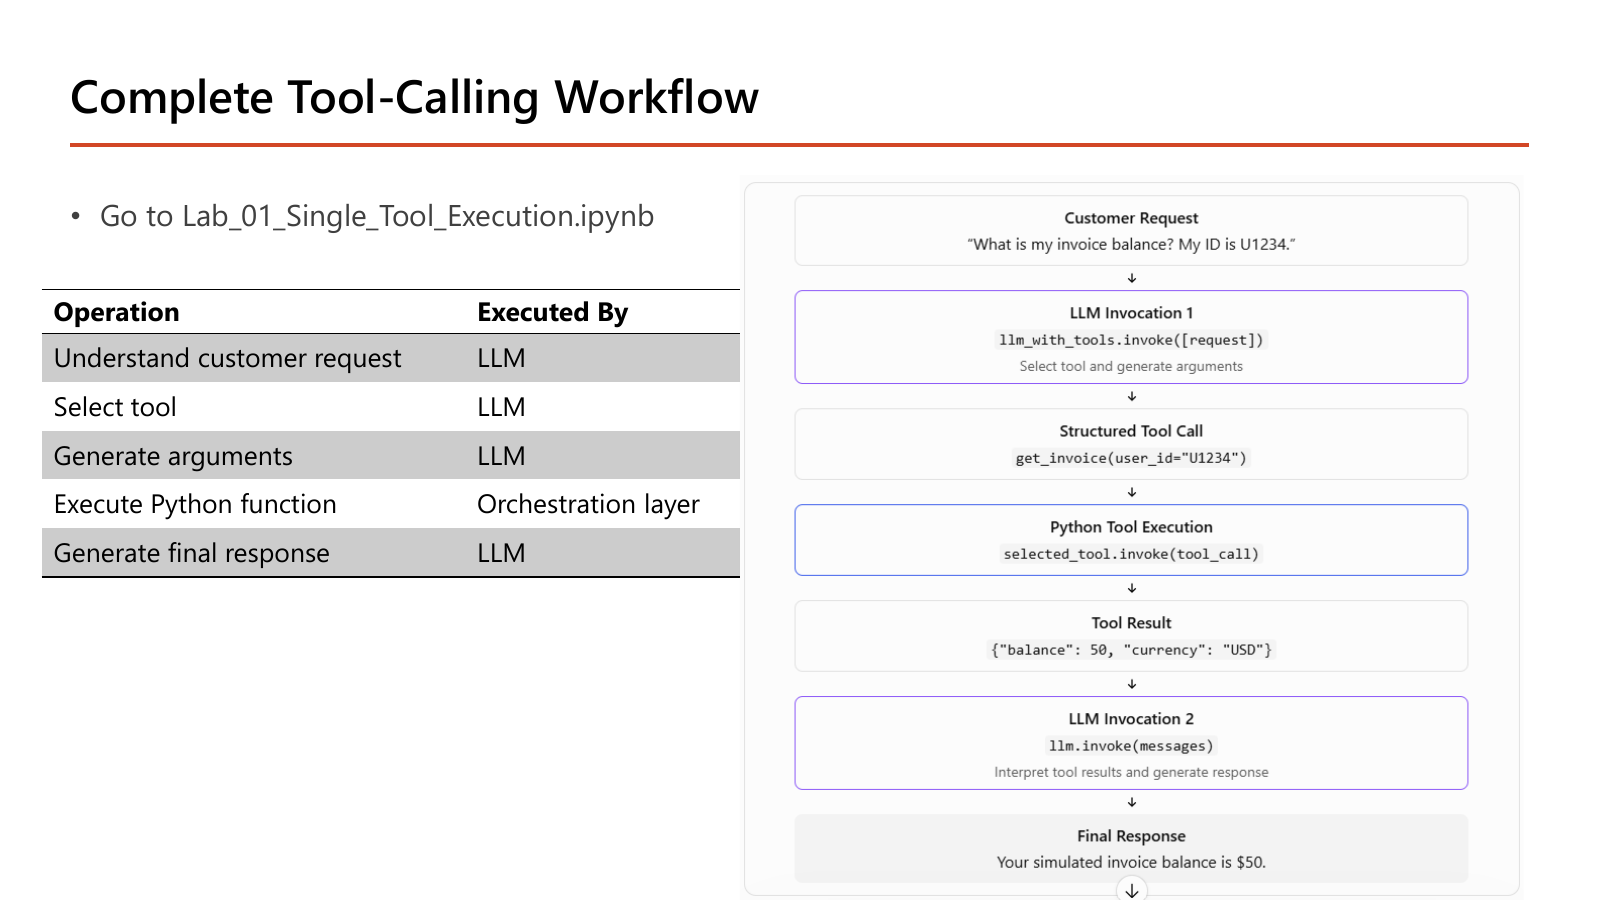 Complete Tool-Calling Workflow
• Go to Lab_01_Single_Tool_Execution.ipynb
Operation Executed By
Understand customer request LLM
Select tool LLM
Generate arguments LLM
Execute Python function Orchestration layer
Generate final response LLM
Customer Request
“What is my invoice balance? My ID is U1234.”
↓
LLM Invocation 1
llm_with_tools.invoke([request])
Select tool and generate arguments
↓
Structured Tool Call
get_invoice(user_id="U1234")
↓
Python Tool Execution
selected_tool.invoke(tool_call)
↓
Tool Result
{"balance": 50, "currency": "USD"}
↓
LLM Invocation 2
llm.invoke(messages)
Interpret tool results and generate response
↓
Final Response
Your simulated invoice balance is $50.
↓